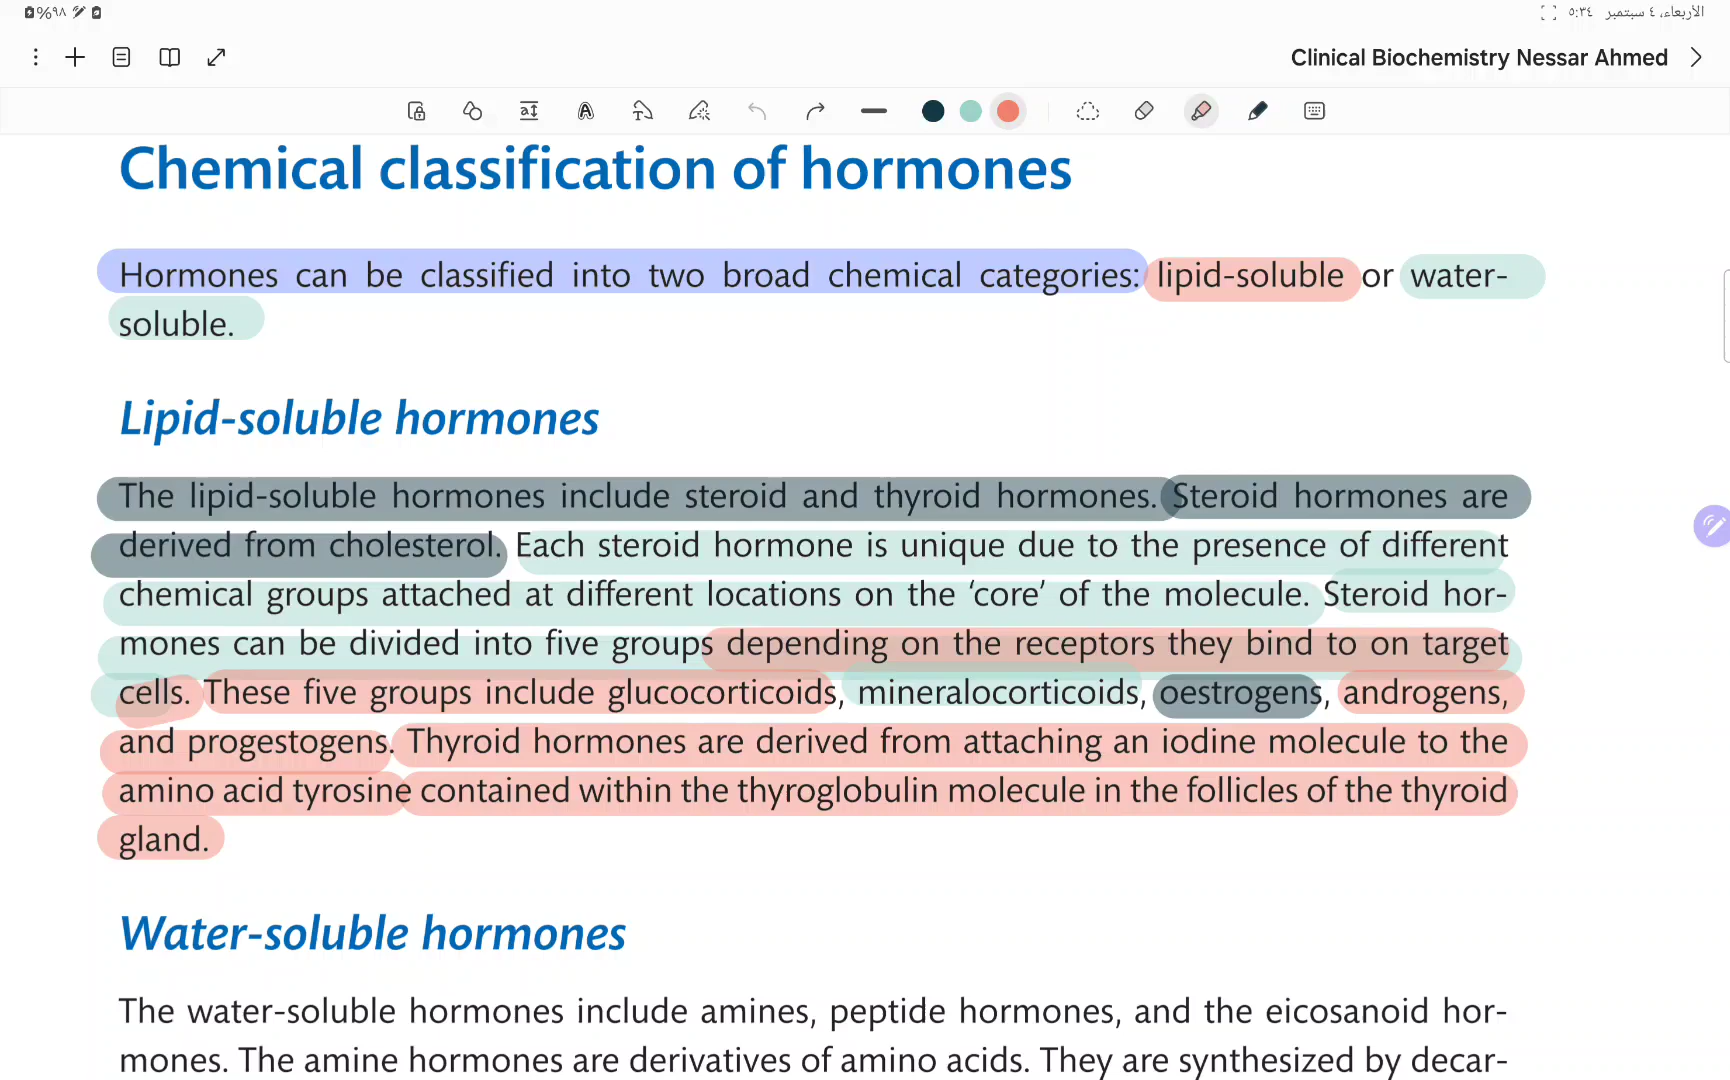 %٩٨
الأربعاء، ٤ سبتمبر ٥:٣٤
Clinical Biochemistry Nessar Ahmed
Chemical classification of hormones
Hormones can be classified into two broad chemical categories: lipid-soluble or water-
soluble.
Lipid-soluble hormones
The lipid-soluble hormones include steroid and thyroid hormones. Steroid hormones are
derived from cholesterol. Each steroid hormone is unique due to the presence of different
chemical groups attached at different locations on the ‘core’ of the molecule. Steroid hor-
mones can be divided into five groups depending on the receptors they bind to on target
cells. These five groups include glucocorticoids, mineralocorticoids, oestrogens, androgens,
and progestogens. Thyroid hormones are derived from attaching an iodine molecule to the
amino acid tyrosine contained within the thyroglobulin molecule in the follicles of the thyroid
gland.
Water-soluble hormones
The water-soluble hormones include amines, peptide hormones, and the eicosanoid hor-
mones. The amine hormones are derivatives of amino acids. They are synthesized by decar-